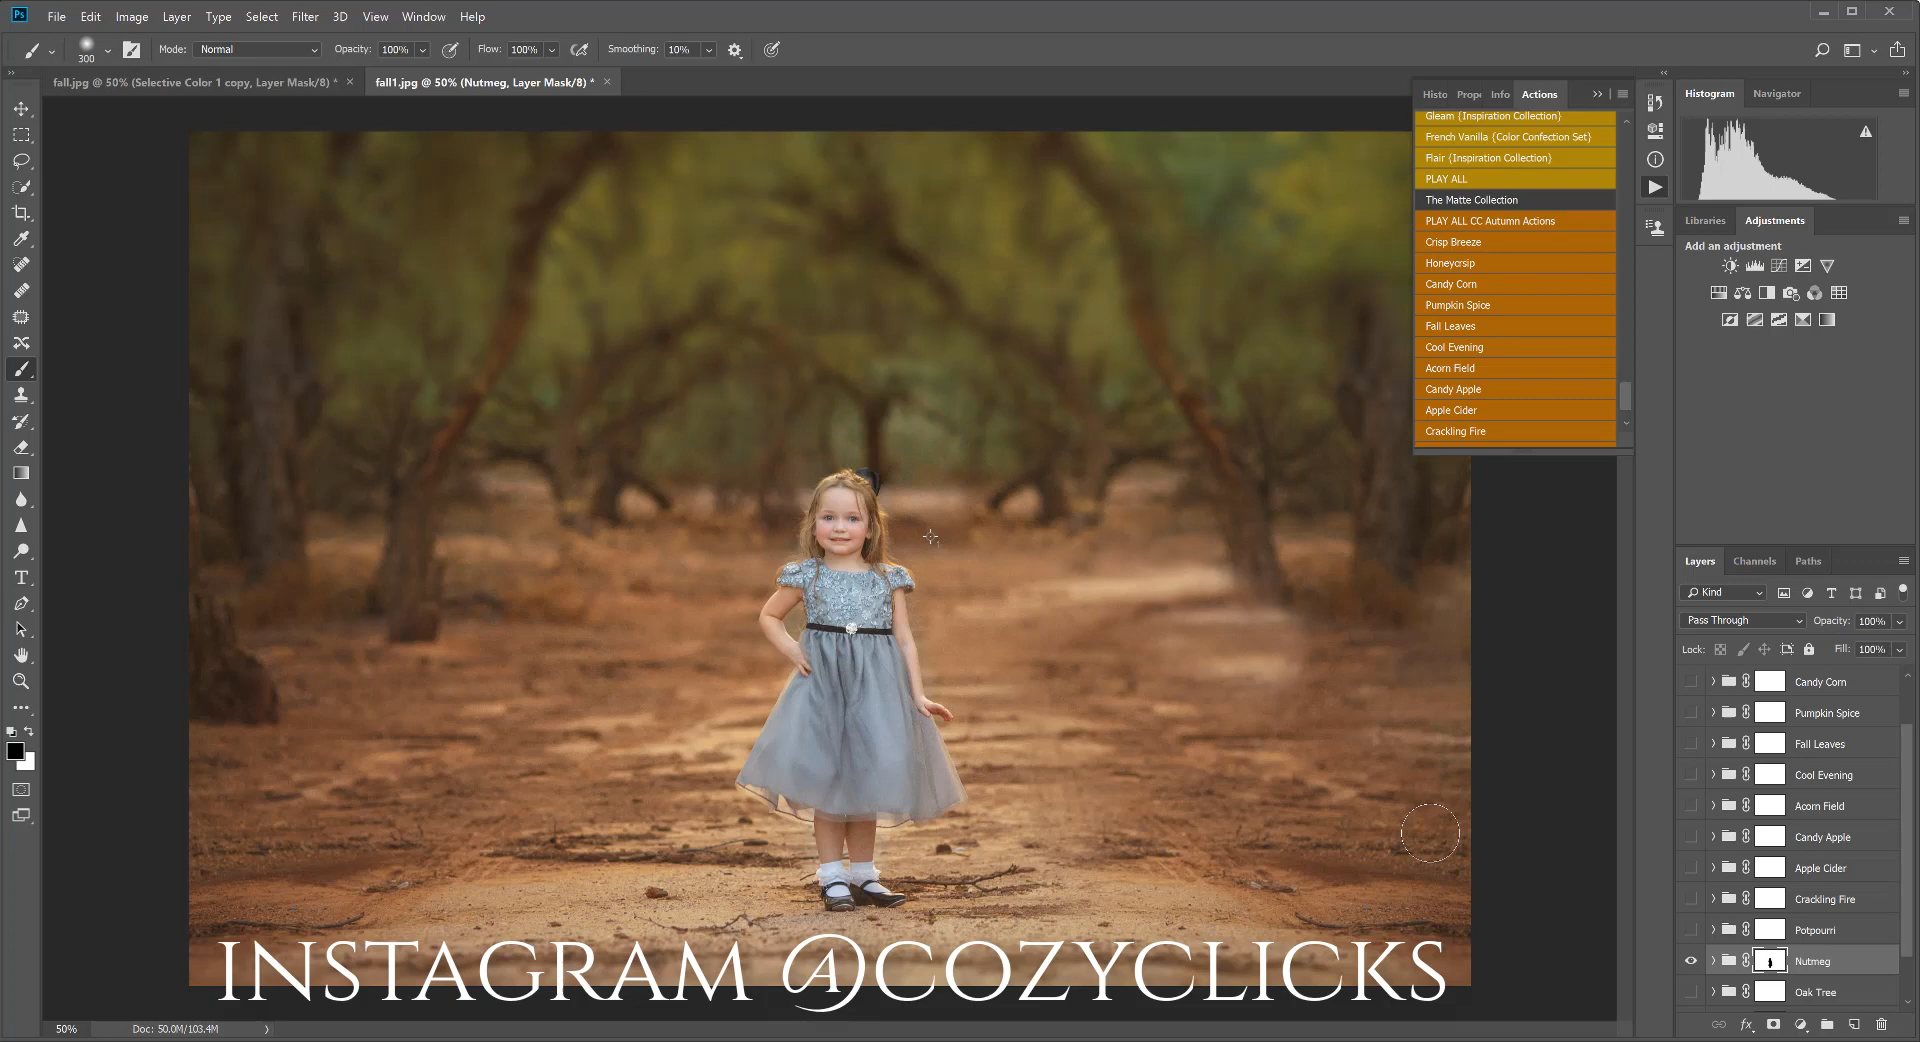 Ps File Edit Image Layer Type Select Filter 3D View Window Help
300 Mode: Normal Opacity: 100% Flow: 100% Smoothing: 10%
fall.jpg @ 50% (Selective Color 1 copy, Layer Mask/8) * fall1.jpg @ 50% (Nutmeg, Layer Mask/8) *
Histo Prope Info Actions
Gleam {Inspiration Collection}
French Vanilla {Color Confection Set}
Flair {Inspiration Collection}
PLAY ALL
The Matte Collection
PLAY ALL CC Autumn Actions
Crisp Breeze
Honeycrsip
Candy Corn
Pumpkin Spice
Fall Leaves
Cool Evening
Acorn Field
Candy Apple
Apple Cider
Crackling Fire
Histogram Navigator
Libraries Adjustments
Add an adjustment
Layers Channels Paths
Kind
Pass Through Opacity: 100%
Lock: Fill: 100%
Candy Corn
Pumpkin Spice
Fall Leaves
Cool Evening
Acorn Field
Candy Apple
Apple Cider
Crackling Fire
Potpourri
Nutmeg
Oak Tree
INSTAGRAM @COZYCLICKS
50% Doc: 50.0M/103.4M